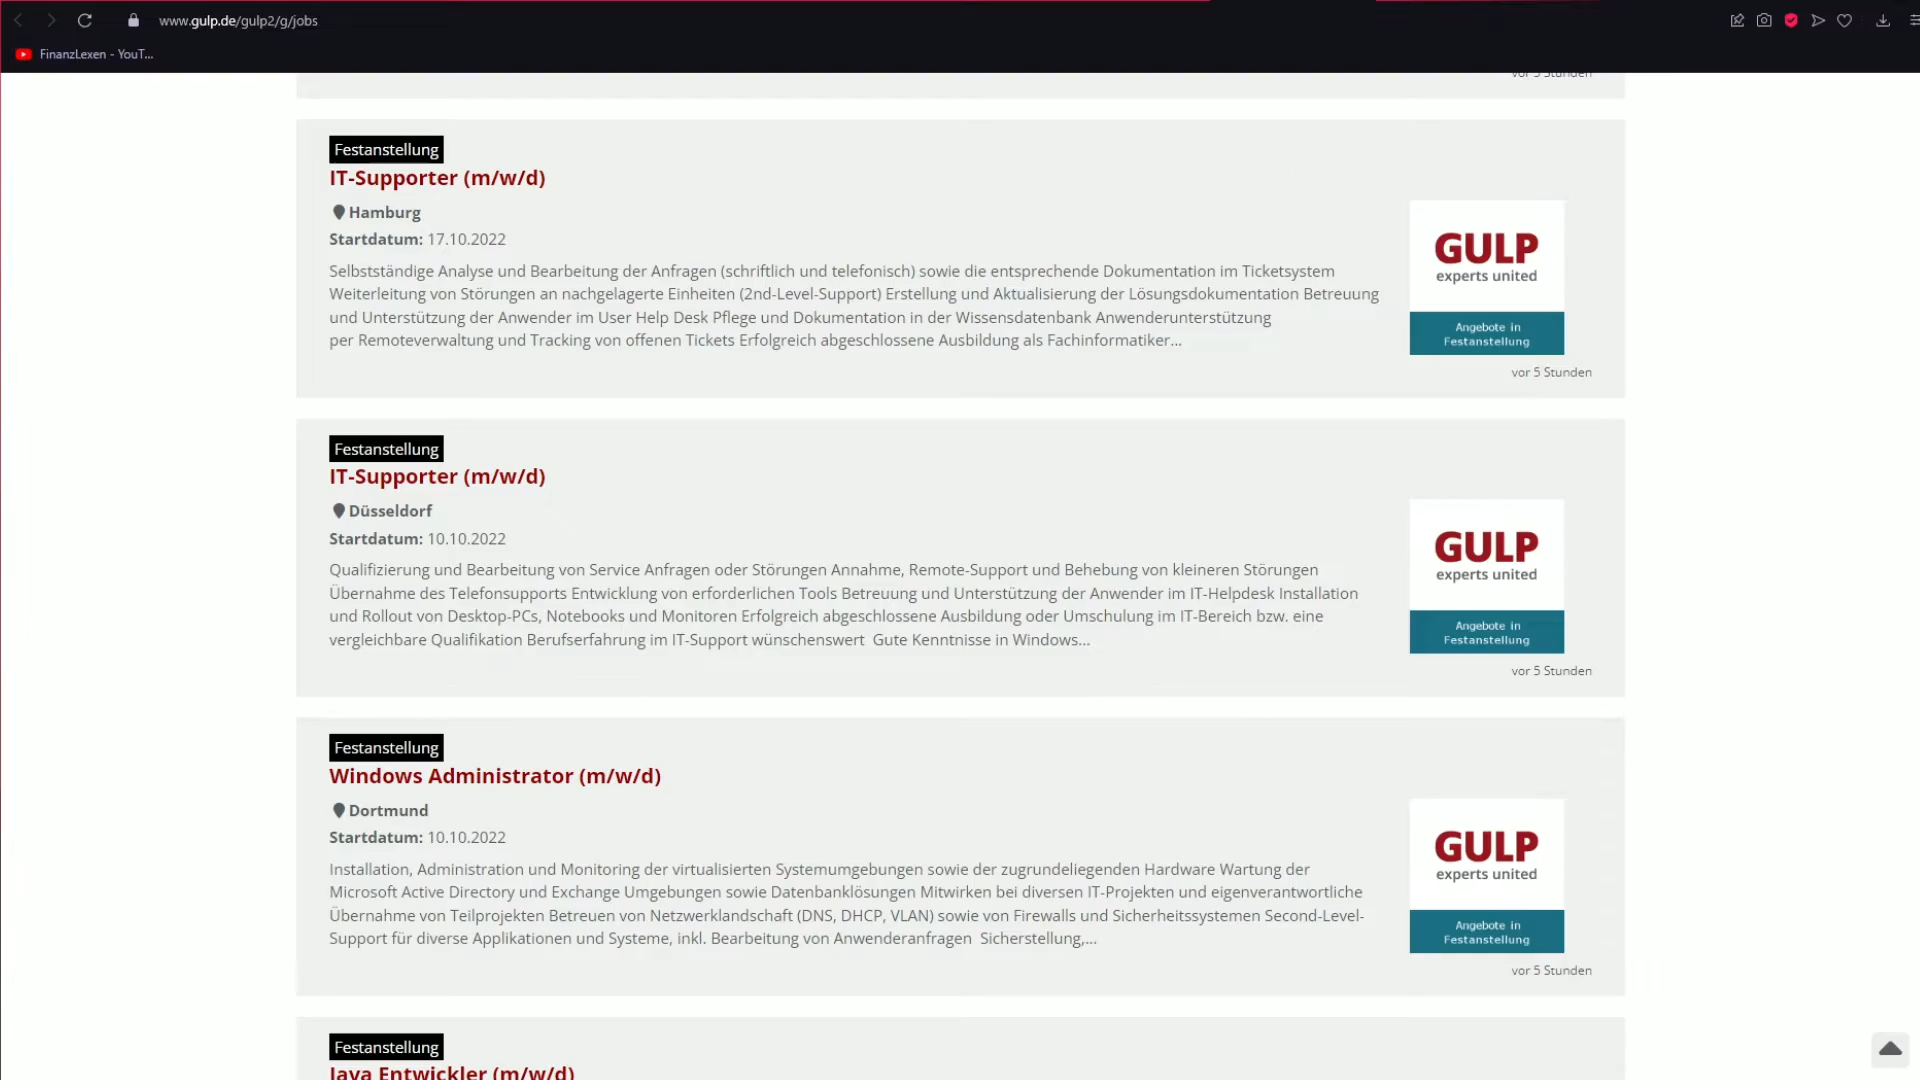 www.gulp.de/gulp2/g/jobs
FinanzLexen - YouT...
vor 5 Stunden
Festanstellung
IT-Supporter (m/w/d)
Hamburg
Startdatum: 17.10.2022
Selbstständige Analyse und Bearbeitung der Anfragen (schriftlich und telefonisch) sowie die entsprechende Dokumentation im Ticketsystem
Weiterleitung von Störungen an nachgelagerte Einheiten (2nd-Level-Support) Erstellung und Aktualisierung der Lösungsdokumentation Betreuung
und Unterstützung der Anwender im User Help Desk Pflege und Dokumentation in der Wissensdatenbank Anwenderunterstützung
per Remoteverwaltung und Tracking von offenen Tickets Erfolgreich abgeschlossene Ausbildung als Fachinformatiker...
GULP
experts united
Angebote in
Festanstellung
vor 5 Stunden
Festanstellung
IT-Supporter (m/w/d)
Düsseldorf
Startdatum: 10.10.2022
Qualifizierung und Bearbeitung von Service Anfragen oder Störungen Annahme, Remote-Support und Behebung von kleineren Störungen
Übernahme des Telefonsupports Entwicklung von erforderlichen Tools Betreuung und Unterstützung der Anwender im IT-Helpdesk Installation
und Rollout von Desktop-PCs, Notebooks und Monitoren Erfolgreich abgeschlossene Ausbildung oder Umschulung im IT-Bereich bzw. eine
vergleichbare Qualifikation Berufserfahrung im IT-Support wünschenswert Gute Kenntnisse in Windows...
GULP
experts united
Angebote in
Festanstellung
vor 5 Stunden
Festanstellung
Windows Administrator (m/w/d)
Dortmund
Startdatum: 10.10.2022
Installation, Administration und Monitoring der virtualisierten Systemumgebungen sowie der zugrundeliegenden Hardware Wartung der
Microsoft Active Directory und Exchange Umgebungen sowie Datenbanklösungen Mitwirken bei diversen IT-Projekten und eigenverantwortliche
Übernahme von Teilprojekten Betreuen von Netzwerklandschaft (DNS, DHCP, VLAN) sowie von Firewalls und Sicherheitssystemen Second-Level-
Support für diverse Applikationen und Systeme, inkl. Bearbeitung von Anwenderanfragen Sicherstellung,...
GULP
experts united
Angebote in
Festanstellung
vor 5 Stunden
Festanstellung
Java Entwickler (m/w/d)